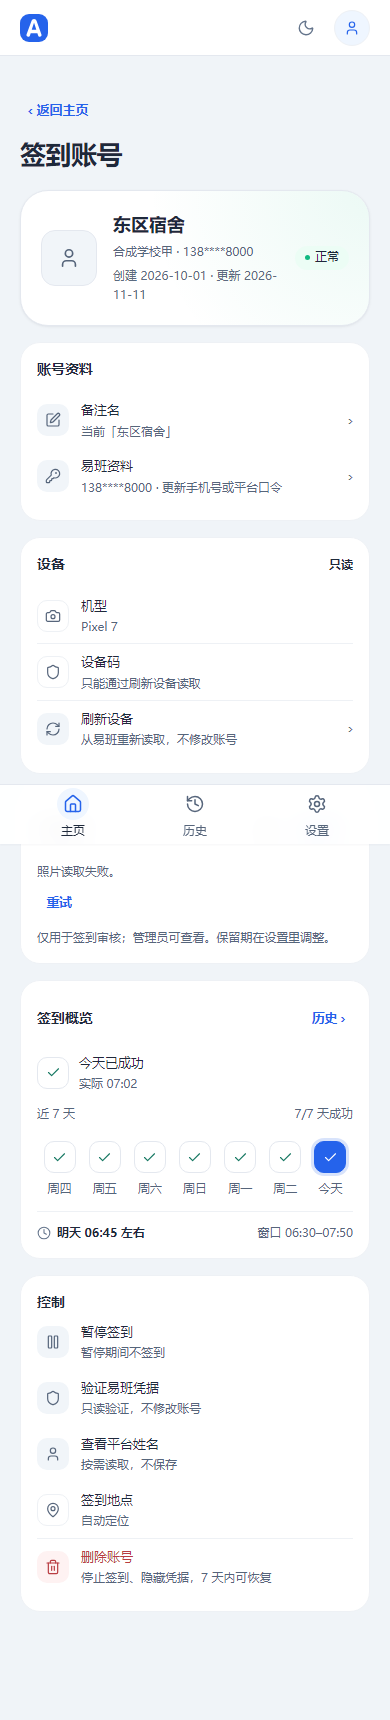 A
‹ 返回主页
签到账号
东区宿舍
合成学校甲 · 138****8000
创建 2026-10-01 · 更新 2026-
11-11
正常
账号资料
备注名
当前「东区宿舍」
›
易班资料
138****8000 · 更新手机号或平台口令
›
设备
只读
机型
Pixel 7
设备码
只能通过刷新设备读取
刷新设备
从易班重新读取，不修改账号
›
主页
历史
设置
照片读取失败。
重试
仅用于签到审核；管理员可查看。保留期在设置里调整。
签到概览
历史 ›
今天已成功
实际 07:02
近 7 天
7/7 天成功
周四
周五
周六
周日
周一
周二
今天
明天 06:45 左右
窗口 06:30–07:50
控制
暂停签到
暂停期间不签到
验证易班凭据
只读验证，不修改账号
查看平台姓名
按需读取，不保存
签到地点
自动定位
删除账号
停止签到、隐藏凭据，7 天内可恢复